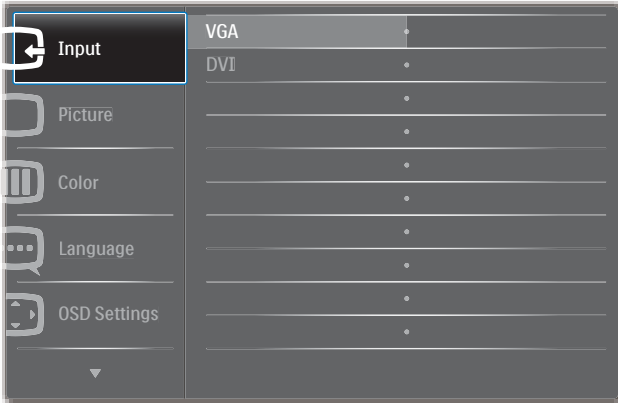 Input
VGA
DVI
Picture
Color
Language
OSD Settings